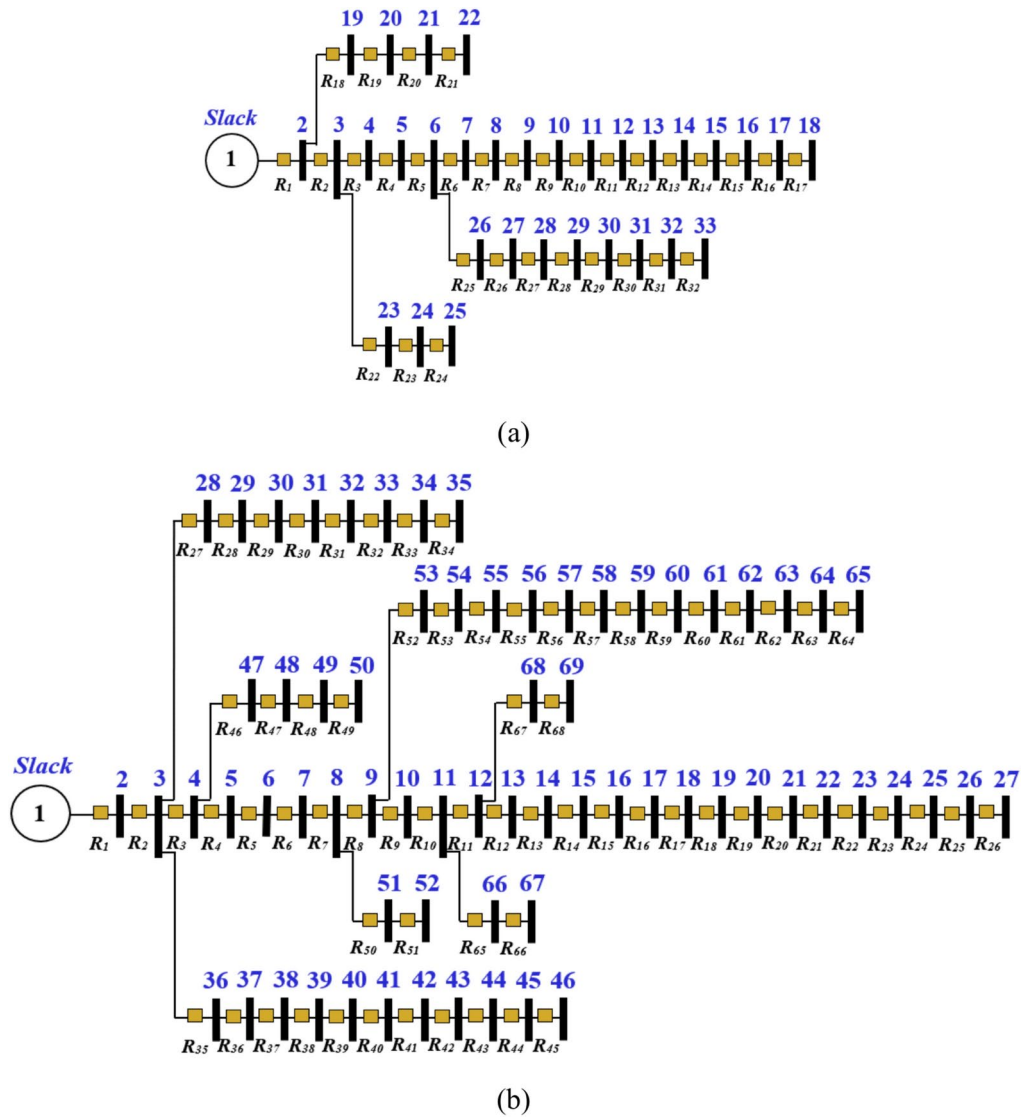 19 20 21 22
R18 R19 R20 R21
Slack
2 3 4 5 6 7 8 9 10 11 12 13 14 15 16 17 18
1
R1 R2 R3 R4 R5 R6 R7 R8 R9 R10 R11 R12 R13 R14 R15 R16 R17
26 27 28 29 30 31 32 33
R25 R26 R27 R28 R29 R30 R31 R32
23 24 25
R22 R23 R24
(a)
28 29 30 31 32 33 34 35
R27 R28 R29 R30 R31 R32 R33 R34
53 54 55 56 57 58 59 60 61 62 63 64 65
R52 R53 R54 R55 R56 R57 R58 R59 R60 R61 R62 R63 R64
47 48 49 50
R46 R47 R48 R49
68 69
R67 R68
Slack
2 3 4 5 6 7 8 9 10 11 12 13 14 15 16 17 18 19 20 21 22 23 24 25 26 27
1
R1 R2 R3 R4 R5 R6 R7 R8 R9 R10 R11 R12 R13 R14 R15 R16 R17 R18 R19 R20 R21 R22 R23 R24 R25 R26
51 52
R50 R51
66 67
R65 R66
36 37 38 39 40 41 42 43 44 45 46
R35 R36 R37 R38 R39 R40 R41 R42 R43 R44 R45
(b)